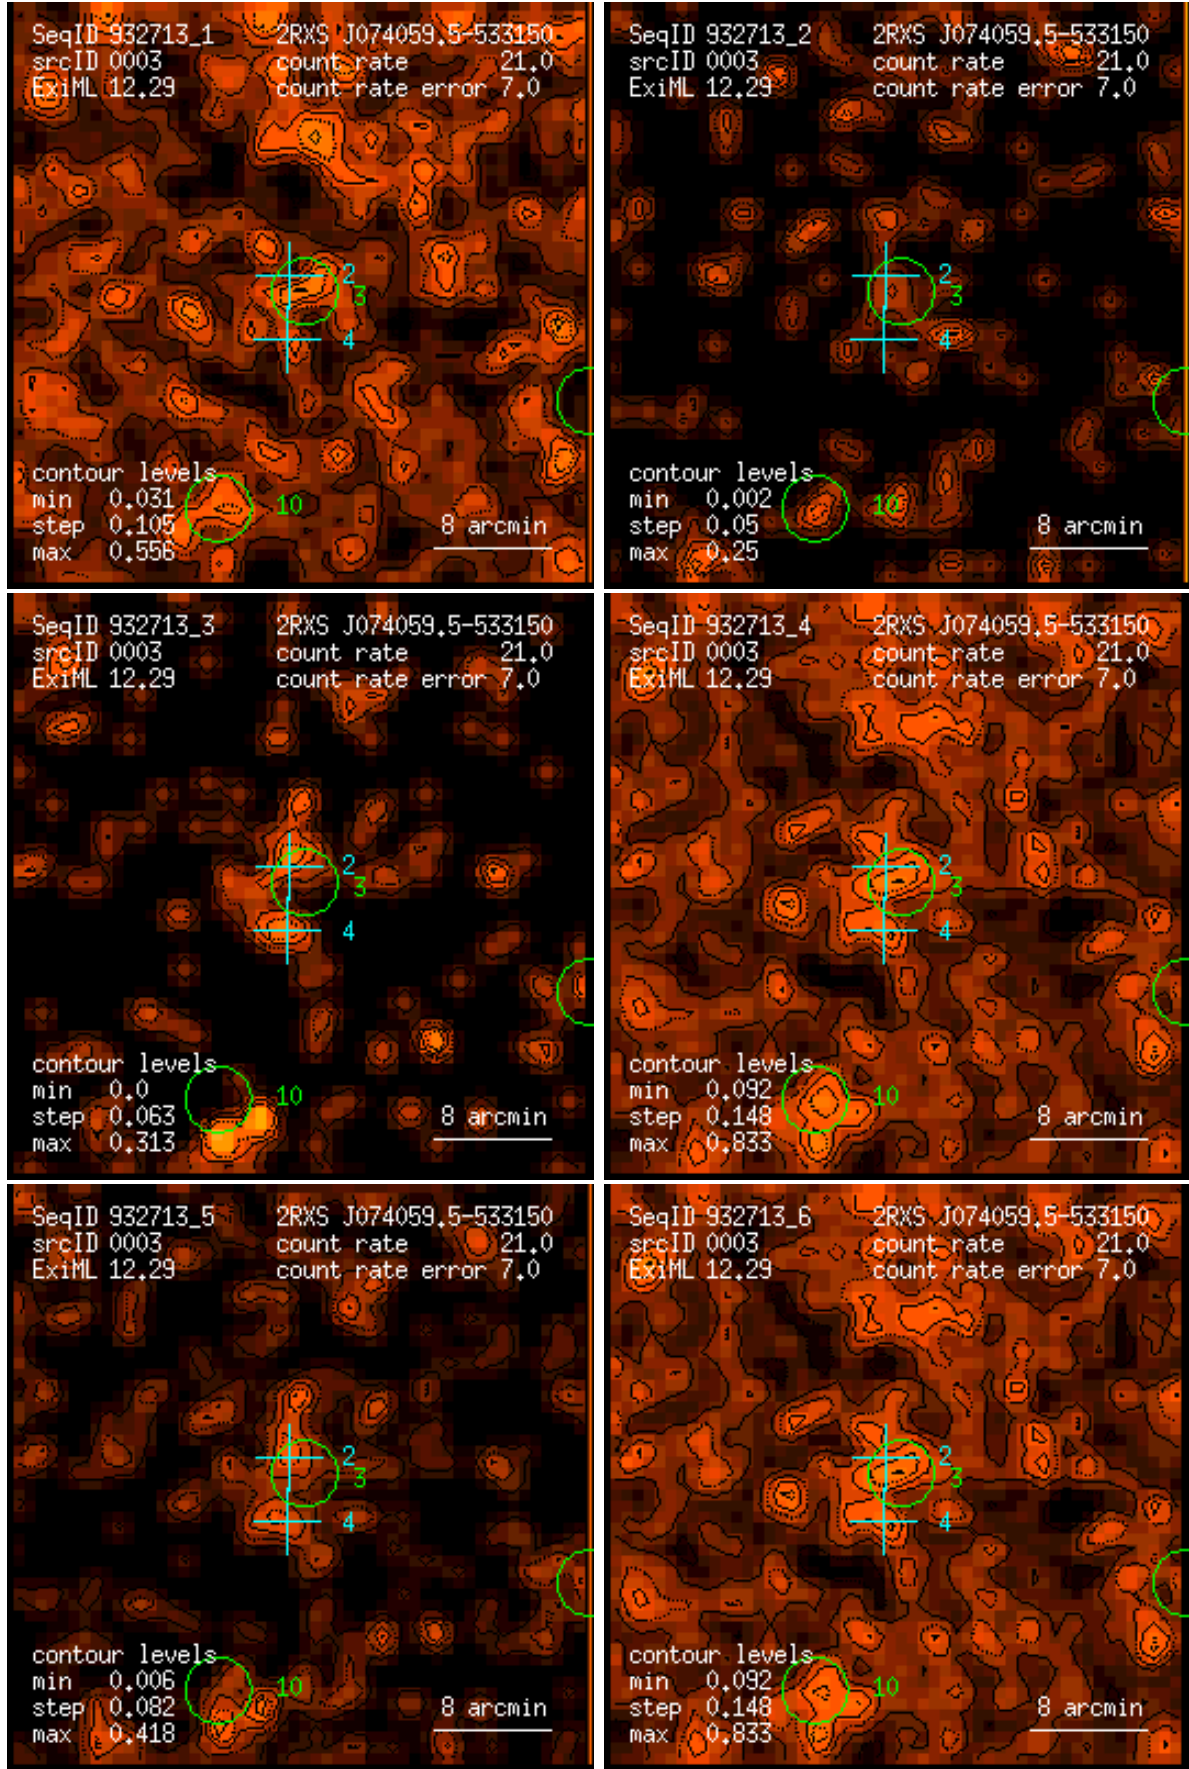 SeqID 932713_1 2RXS J074059.5-533150
srcID 0003 count rate 21.0
ExiML 12.29 count rate error 7.0
2
3
4
contour levels
min 0.031
10
step 0.105
8 arcmin
max 0.556
SeqID 932713_2 2RXS J074059.5-533150
srcID 0003 count rate 21.0
ExiML 12.29 count rate error 7.0
2
3
4
contour levels
min 0.002
10
step 0.05
8 arcmin
max 0.25
SeqID 932713_3 2RXS J074059.5-533150
srcID 0003 count rate 21.0
ExiML 12.29 count rate error 7.0
2
3
4
contour levels
min 0.0
10
step 0.063
8 arcmin
max 0.313
SeqID 932713_4 2RXS J074059.5-533150
srcID 0003 count rate 21.0
ExiML 12.29 count rate error 7.0
2
3
4
contour levels
min 0.092
10
step 0.148
8 arcmin
max 0.833
SeqID 932713_5 2RXS J074059.5-533150
srcID 0003 count rate 21.0
ExiML 12.29 count rate error 7.0
2
3
4
contour levels
min 0.006
10
step 0.082
8 arcmin
max 0.418
SeqID 932713_6 2RXS J074059.5-533150
srcID 0003 count rate 21.0
ExiML 12.29 count rate error 7.0
2
3
4
contour levels
min 0.092
10
step 0.148
8 arcmin
max 0.833